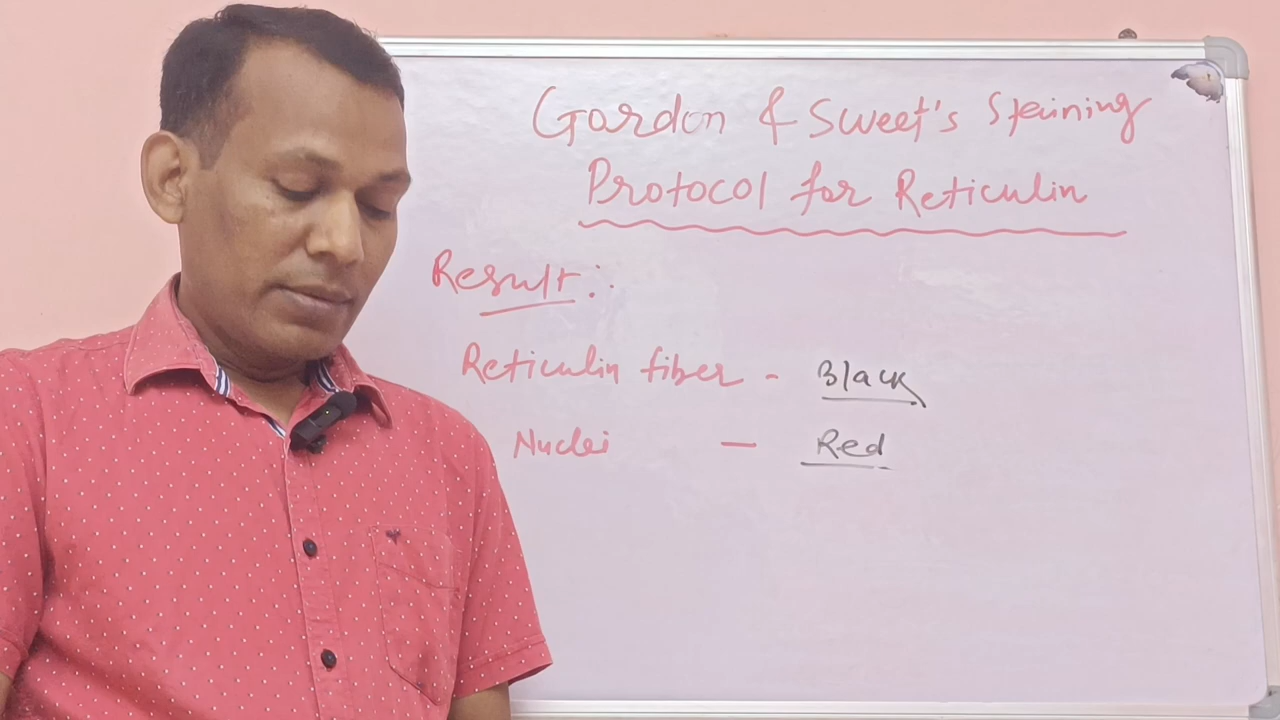 Gordon & Sweet's Staining
Protocol for Reticulin
Result:
Reticulin fiber - Black
Nuclei - Red